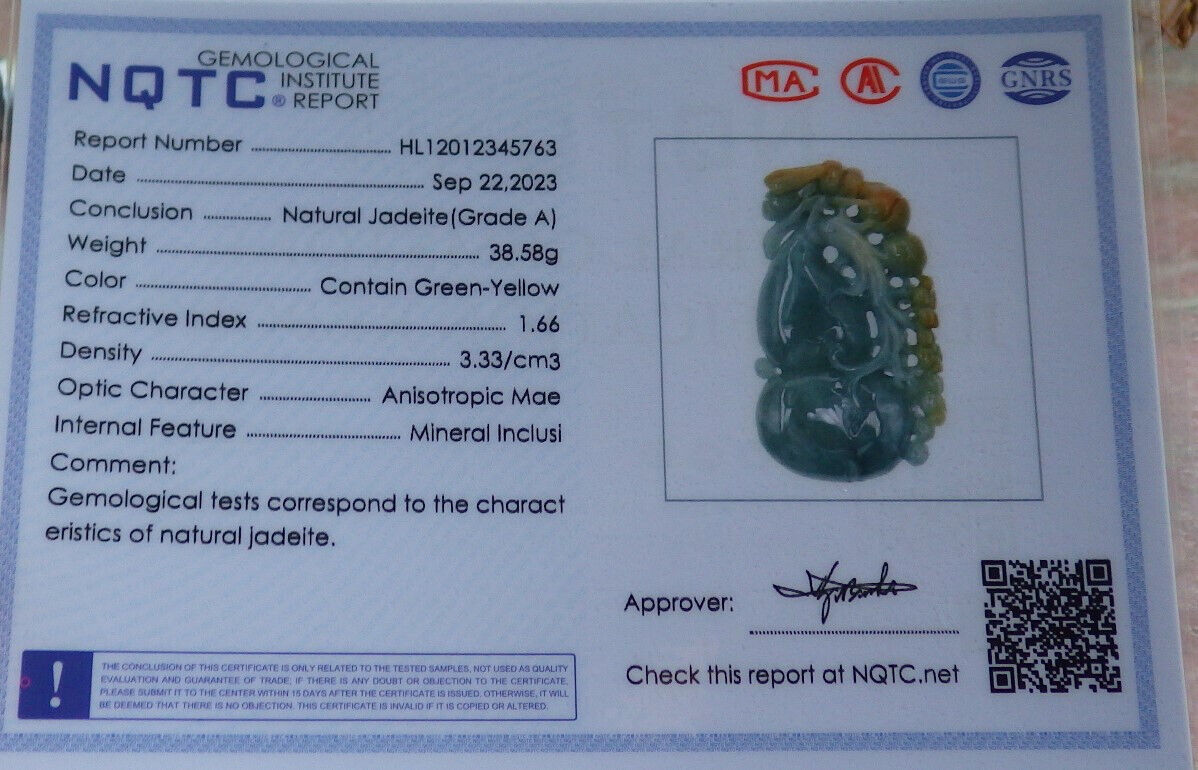 NQTC® GEMOLOGICAL
INSTITUTE
REPORT
MA
AL
GNRS
Report Number ........ HL12012345763
Date ........ Sep 22,2023
Conclusion ........ Natural Jadeite(Grade A)
Weight ........ 38.58g
Color ........ Contain Green-Yellow
Refractive Index ........ 1.66
Density ........ 3.33/cm3
Optic Character ........ Anisotropic Mae
Internal Feature ........ Mineral Inclusi
Comment:
Gemological tests correspond to the charact
eristics of natural jadeite.
Approver:
Check this report at NQTC.net
!
THE CONCLUSION OF THIS CERTIFICATE IS ONLY RELATED TO THE TESTED SAMPLES, NOT USED AS QUALITY
EVALUATION AND GUARANTEE OF TRADE; IF THERE IS ANY DOUBT OR OBJECTION TO THE CERTIFICATE,
PLEASE SUBMIT IT TO THE CENTER WITHIN 15 DAYS AFTER THE CERTIFICATE IS ISSUED. OTHERWISE, IT WILL
BE DEEMED THAT THERE IS NO OBJECTION. THIS CERTIFICATE IS INVALID IF IT IS COPIED OR ALTERED.